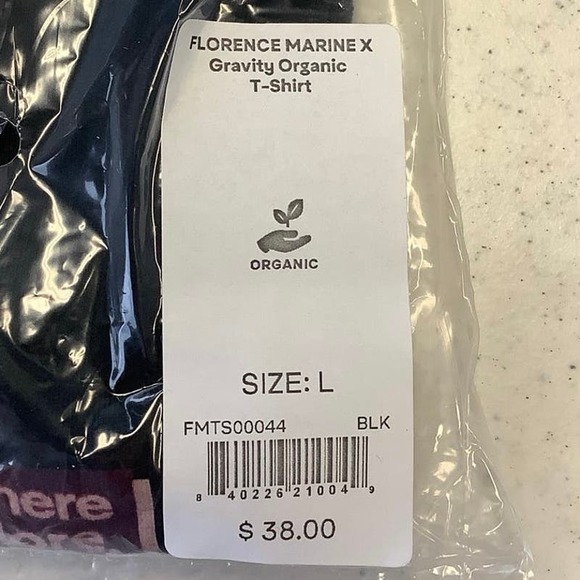 FLORENCE MARINE X
Gravity Organic
T-Shirt
ORGANIC
SIZE: L
FMTS00044 BLK
8 40226 21004 9
$ 38.00